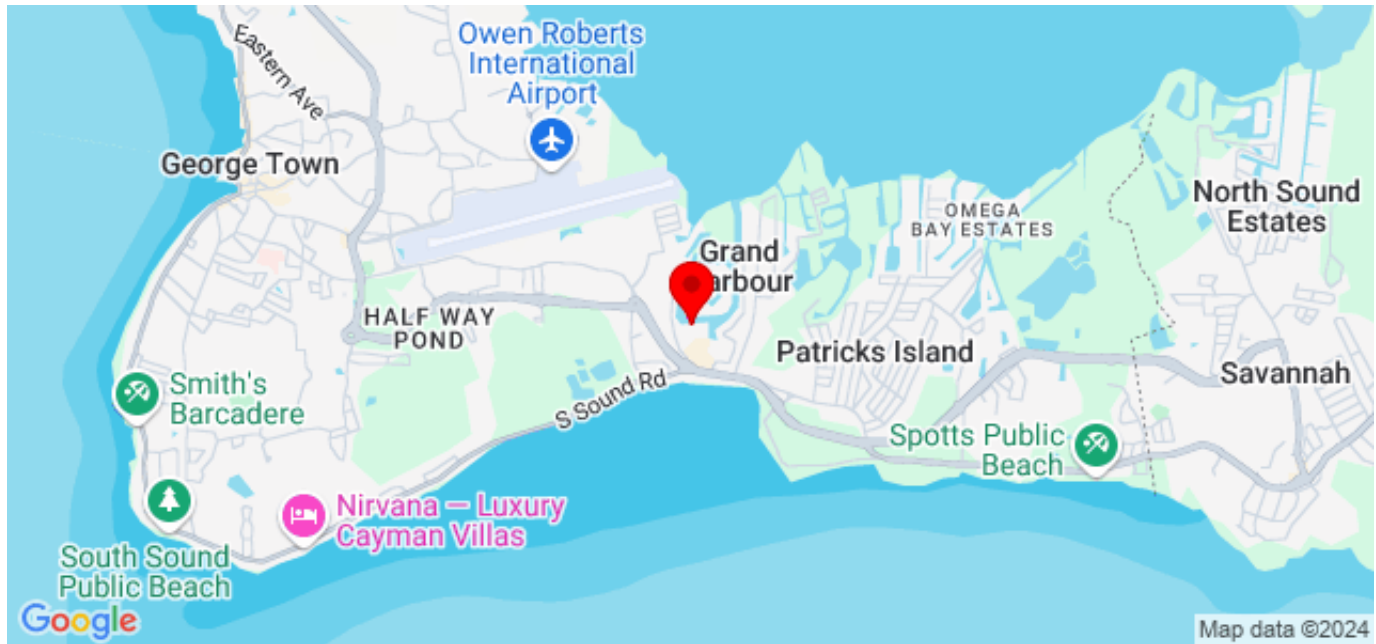 Eastern Ave
Owen Roberts
International
Airport
George Town
North Sound
Estates
OMEGA
BAY ESTATES
Grand
arbour
HALF WAY
POND
Patricks Island
Savannah
Smith's
Barcadere
S Sound Rd
Spotts Public
Beach
Nirvana — Luxury
Cayman Villas
South Sound
Public Beach
Google
Map data ©2024